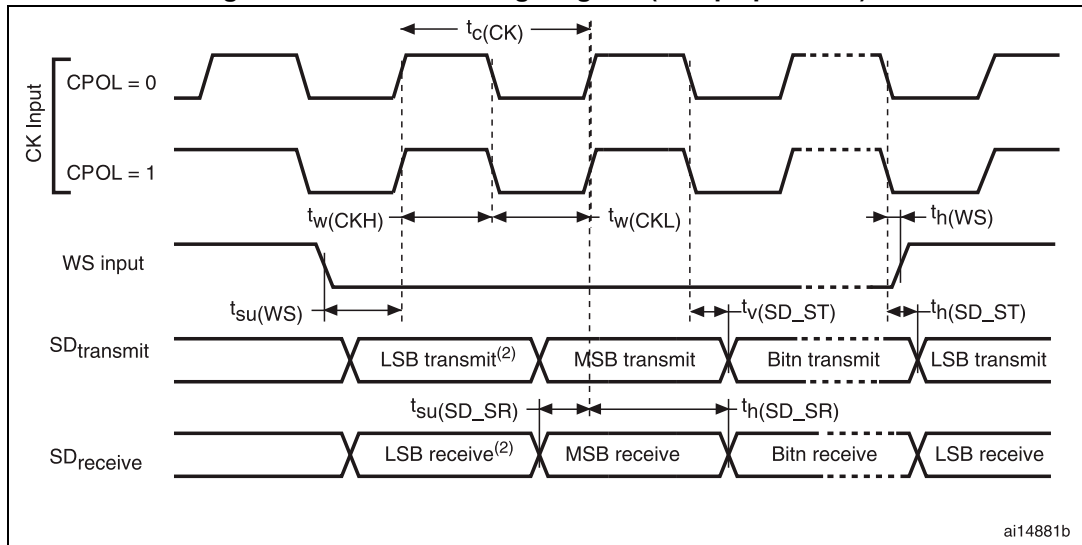 tc(CK)
CK Input
CPOL = 0
CPOL = 1
tw(CKH)
tw(CKL)
th(WS)
WS input
tsu(WS)
tv(SD_ST)
th(SD_ST)
SDtransmit
LSB transmit(2)
MSB transmit
Bitn transmit
LSB transmit
tsu(SD_SR)
th(SD_SR)
SDreceive
LSB receive(2)
MSB receive
Bitn receive
LSB receive
ai14881b